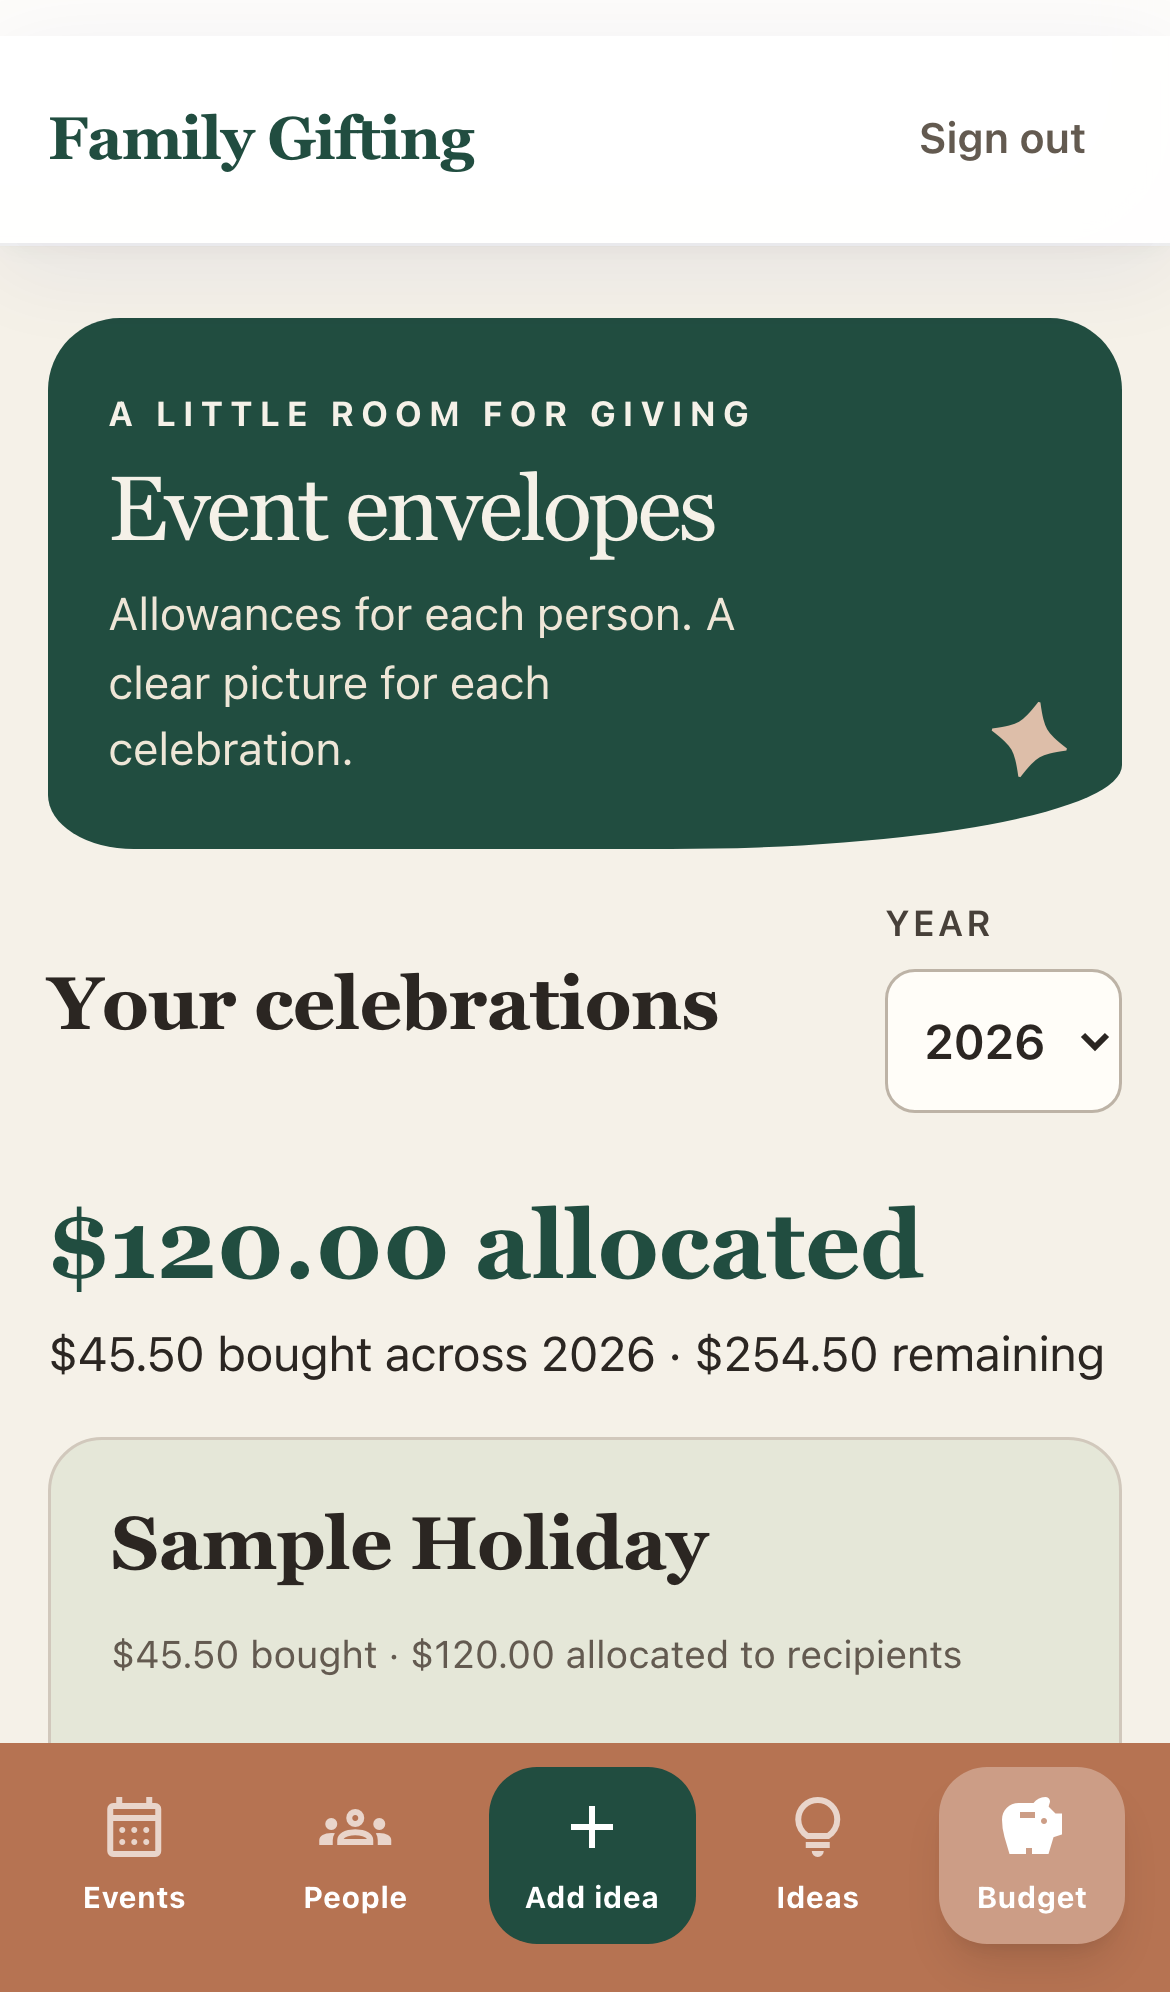 Family Gifting
Sign out
A LITTLE ROOM FOR GIVING
Event envelopes
Allowances for each person. A
clear picture for each
celebration.
YEAR
Your celebrations
2026
$120.00 allocated
$45.50 bought across 2026 · $254.50 remaining
Sample Holiday
$45.50 bought · $120.00 allocated to recipients
Events
People
Add idea
Ideas
Budget